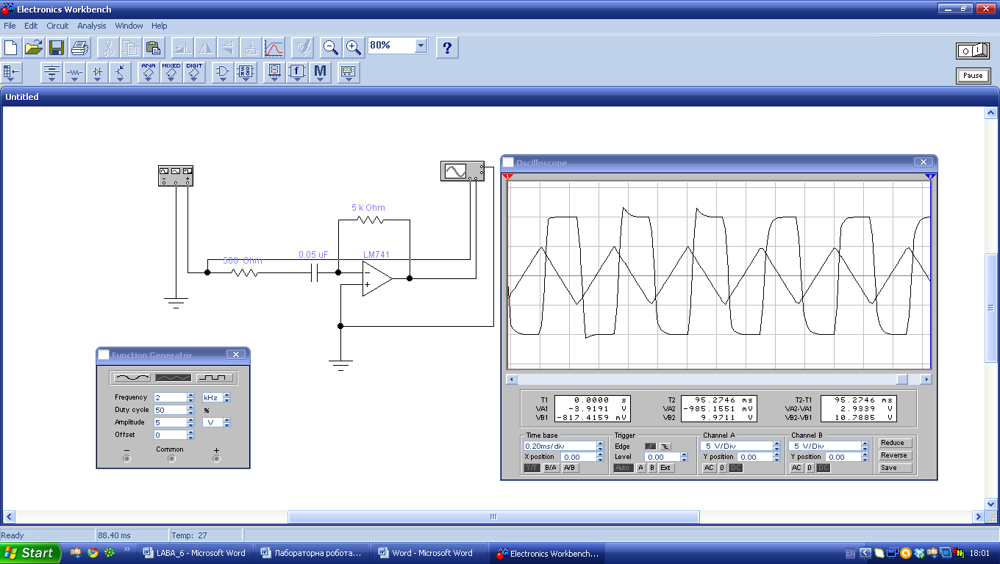 Electronics Workbench
File Edit Circuit Analysis Window Help
80%
?
ANA MIXED DIGIT
f M
Pause
Untitled
5 k Ohm
0.05 uF
LM741
500 Ohm
Oscilloscope
1 2
Function Generator
Frequency 2 kHz
Duty cycle 50 %
Amplitude 5 V
Offset 0
− Common +
T1 0.0000 s T2 95.2746 ms T2-T1 95.2746 ms
VA1 -3.9191 V VA2 -985.1551 mV VA2-VA1 2.9339 V
VB1 -817.4159 mV VB2 9.9711 V VB2-VB1 10.7885 V
Time base Trigger Channel A Channel B
0.20ms/div Edge 5 V/Div 5 V/Div Reduce
X position 0.00 Level 0.00 Y position 0.00 Y position 0.00 Reverse
Y/T B/A A/B Auto A B Ext AC 0 DC AC 0 DC Save
Ready 88.40 ms Temp: 27
Start LABA_6 - Microsoft Word Лабораторна робота... Word - Microsoft Word Electronics Workbench... EN 18:01